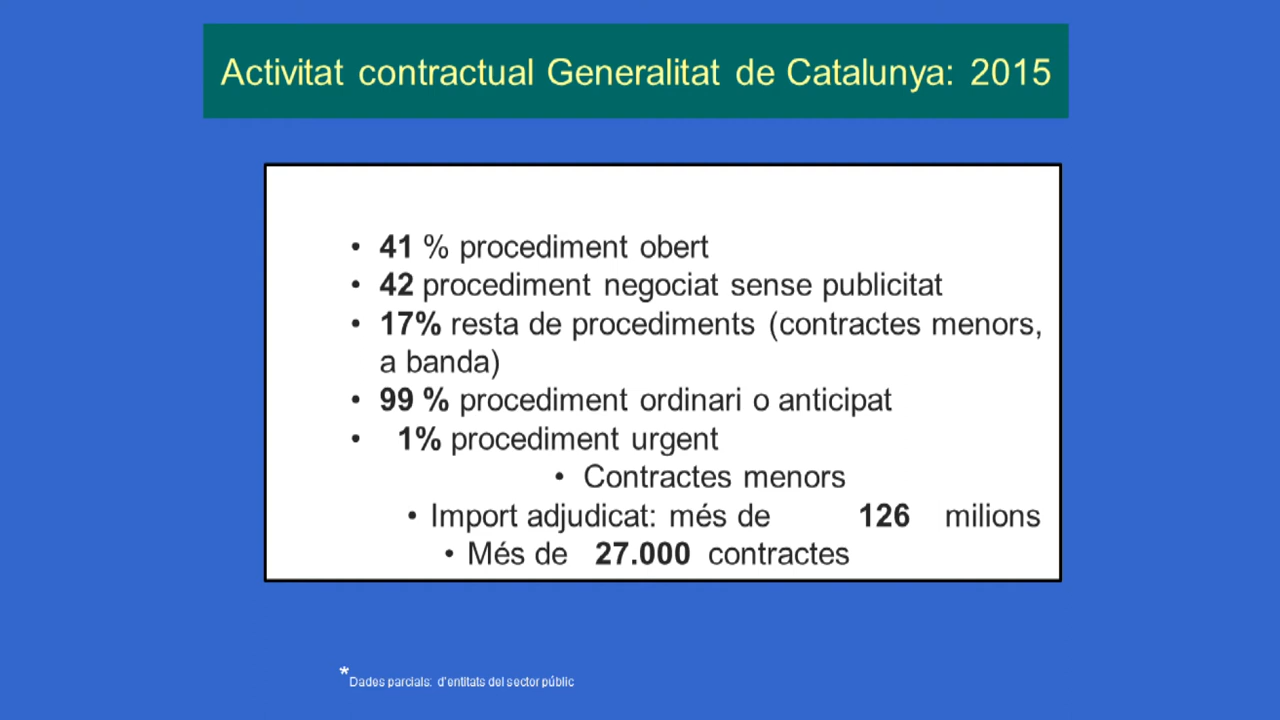 Activitat contractual Generalitat de Catalunya: 2015
• 41 % procediment obert
• 42 procediment negociat sense publicitat
• 17% resta de procediments (contractes menors,
a banda)
• 99 % procediment ordinari o anticipat
• 1% procediment urgent
• Contractes menors
• Import adjudicat: més de 126 milions
• Més de 27.000 contractes
*Dades parcials: d'entitats del sector públic